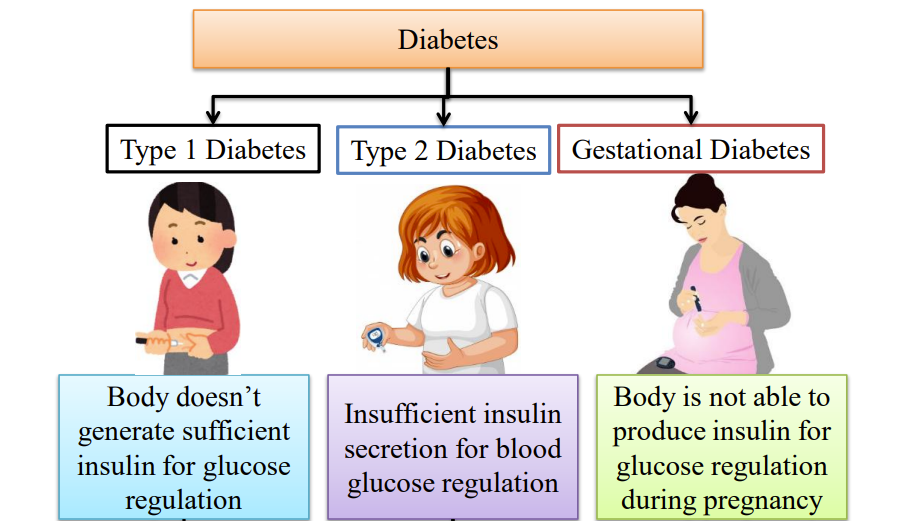 Diabetes
Type 1 Diabetes
Type 2 Diabetes
Gestational Diabetes
Body doesn’t
generate sufficient
insulin for glucose
regulation
Insufficient insulin
secretion for blood
glucose regulation
Body is not able to
produce insulin for
glucose regulation
during pregnancy